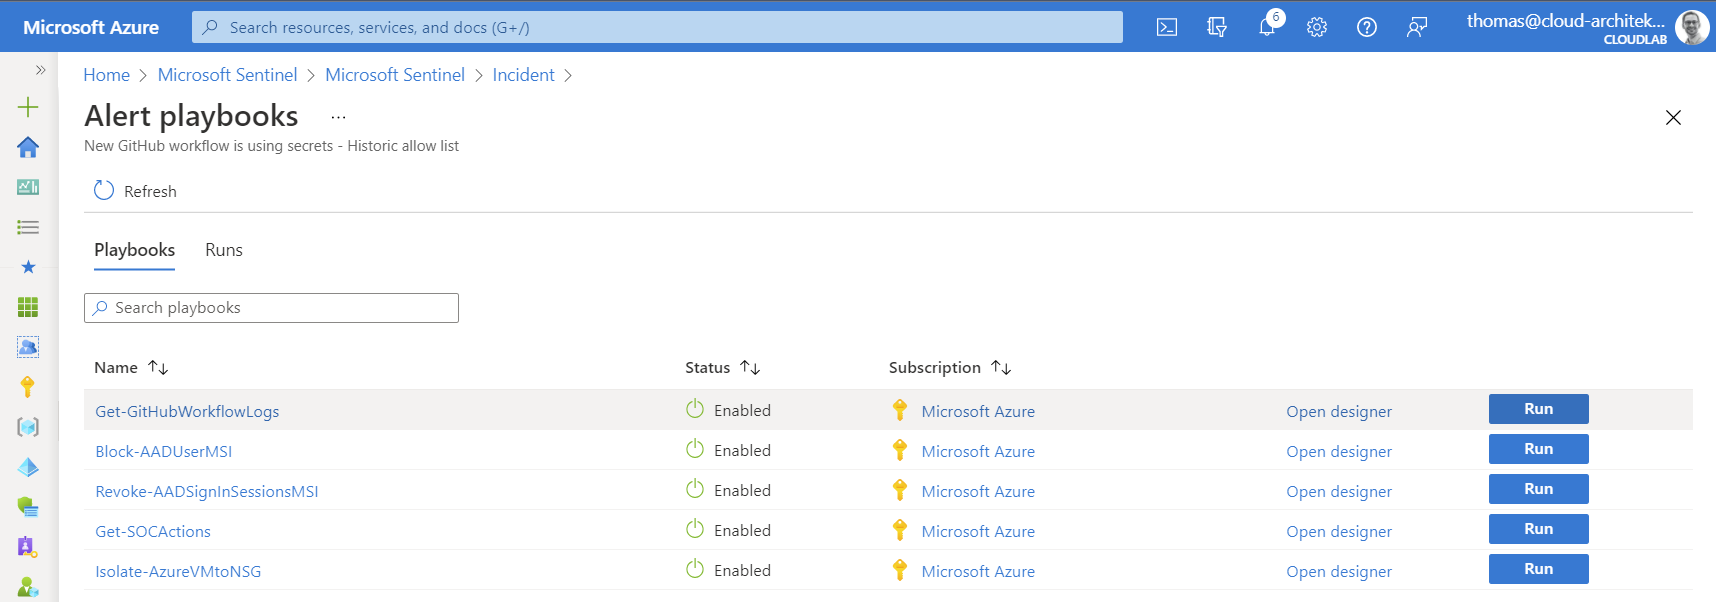 Microsoft Azure
Search resources, services, and docs (G+/)
6
thomas@cloud-architek...
CLOUDLAB
Home > Microsoft Sentinel > Microsoft Sentinel > Incident >
Alert playbooks ...
New GitHub workflow is using secrets - Historic allow list
Refresh
Playbooks Runs
Search playbooks
Name Status Subscription
Get-GitHubWorkflowLogs Enabled Microsoft Azure Open designer Run
Block-AADUserMSI Enabled Microsoft Azure Open designer Run
Revoke-AADSignInSessionsMSI Enabled Microsoft Azure Open designer Run
Get-SOCActions Enabled Microsoft Azure Open designer Run
Isolate-AzureVMtoNSG Enabled Microsoft Azure Open designer Run